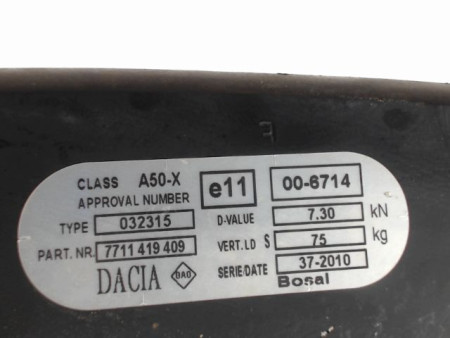 CLASS A50-X e11 00-6714
APPROVAL NUMBER
TYPE 032315 D-VALUE 7.30 kN
PART. NR. 7711 419 409 VERT. LD S 75 kg
DACIA DAO SERIE/DATE 37-2010
Bosal